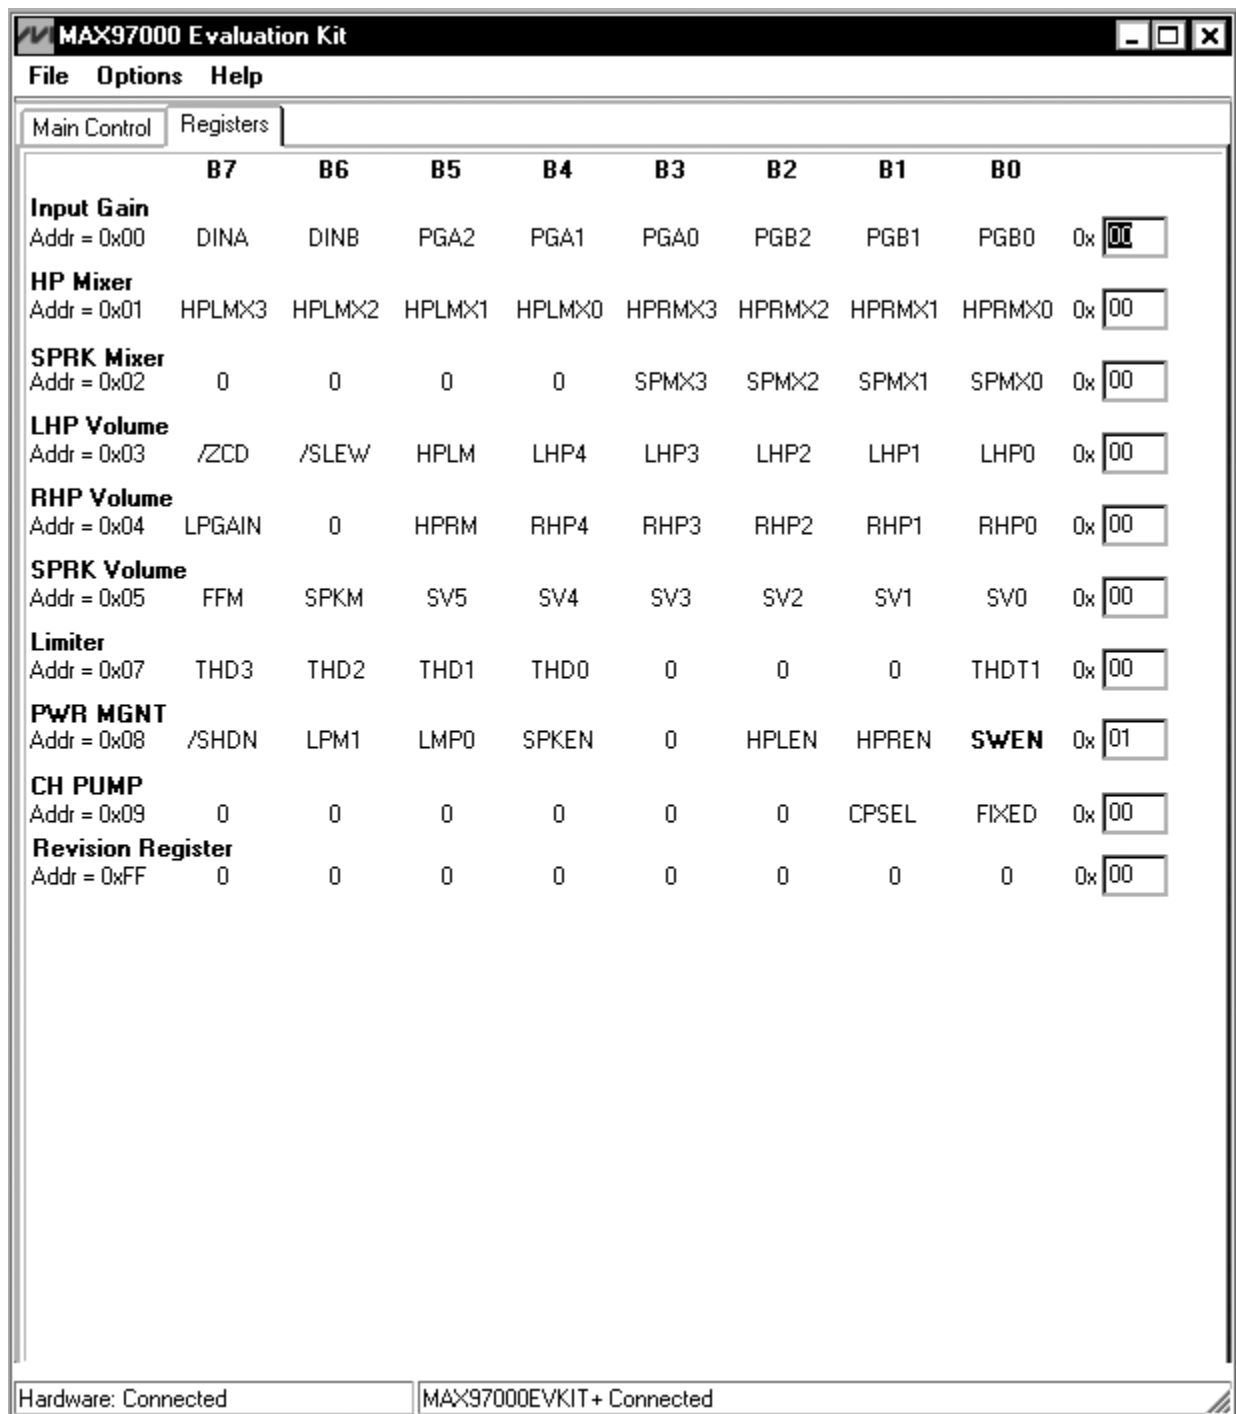 MAX97000 Evaluation Kit
File Options Help
Main Control Registers
B7 B6 B5 B4 B3 B2 B1 B0
Input Gain
Addr = 0x00 DINA DINB PGA2 PGA1 PGA0 PGB2 PGB1 PGB0 0x 00
HP Mixer
Addr = 0x01 HPLMX3 HPLMX2 HPLMX1 HPLMX0 HPRMX3 HPRMX2 HPRMX1 HPRMX0 0x 00
SPRK Mixer
Addr = 0x02 0 0 0 0 SPMX3 SPMX2 SPMX1 SPMX0 0x 00
LHP Volume
Addr = 0x03 /ZCD /SLEW HPLM LHP4 LHP3 LHP2 LHP1 LHP0 0x 00
RHP Volume
Addr = 0x04 LPGAIN 0 HPRM RHP4 RHP3 RHP2 RHP1 RHP0 0x 00
SPRK Volume
Addr = 0x05 FFM SPKM SV5 SV4 SV3 SV2 SV1 SV0 0x 00
Limiter
Addr = 0x07 THD3 THD2 THD1 THD0 0 0 0 THDT1 0x 00
PWR MGNT
Addr = 0x08 /SHDN LPM1 LMP0 SPKEN 0 HPLEN HPREN SWEN 0x 01
CH PUMP
Addr = 0x09 0 0 0 0 0 0 CPSEL FIXED 0x 00
Revision Register
Addr = 0xFF 0 0 0 0 0 0 0 0 0x 00
Hardware: Connected MAX97000EVKIT+ Connected